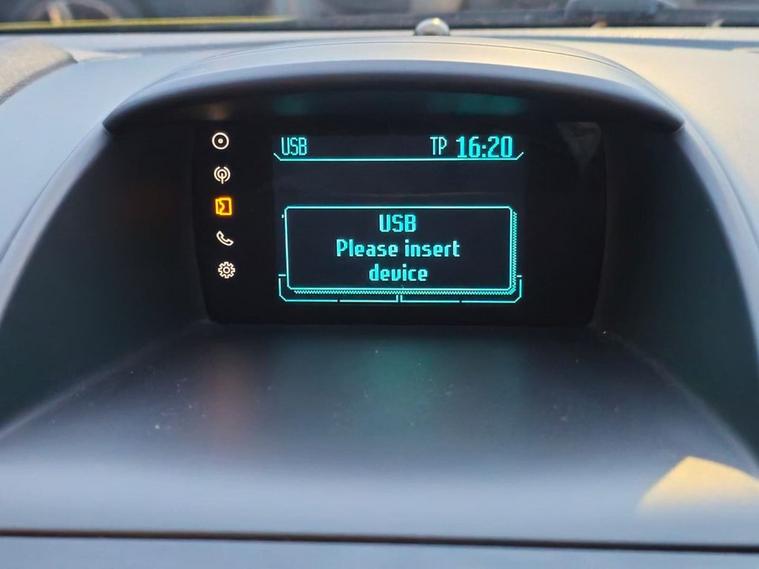 USB TP 16:20
USB
Please insert
device